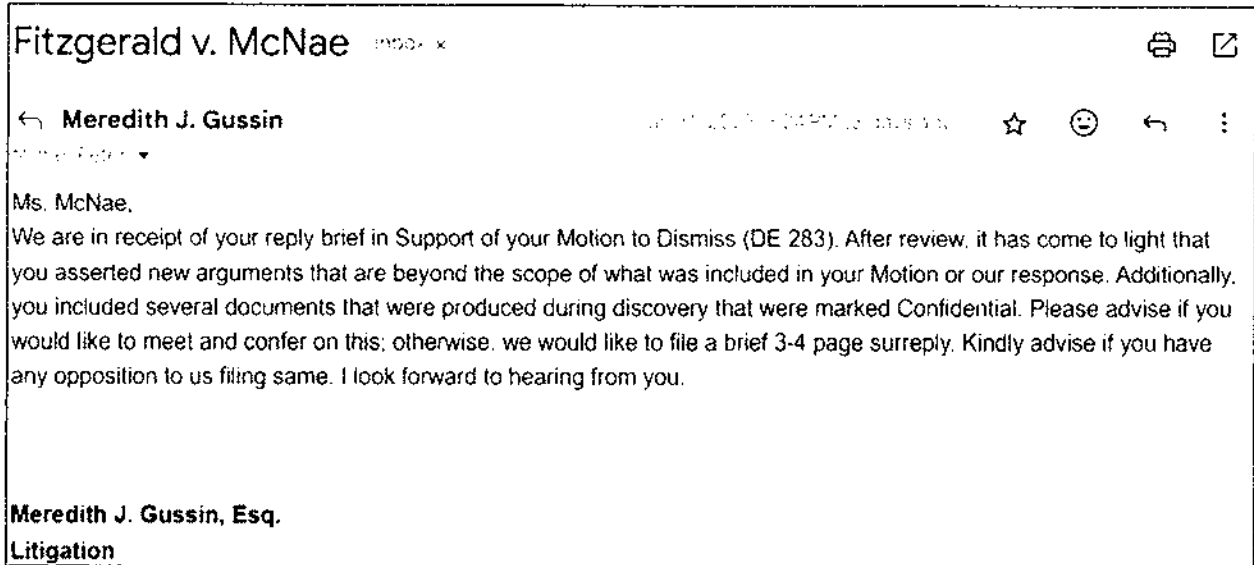 Fitzgerald v. McNae
Meredith J. Gussin
Ms. McNae,
We are in receipt of your reply brief in Support of your Motion to Dismiss (DE 283). After review, it has come to light that
you asserted new arguments that are beyond the scope of what was included in your Motion or our response. Additionally,
you included several documents that were produced during discovery that were marked Confidential. Please advise if you
would like to meet and confer on this; otherwise, we would like to file a brief 3-4 page surreply. Kindly advise if you have
any opposition to us filing same. I look forward to hearing from you.
Meredith J. Gussin, Esq.
Litigation